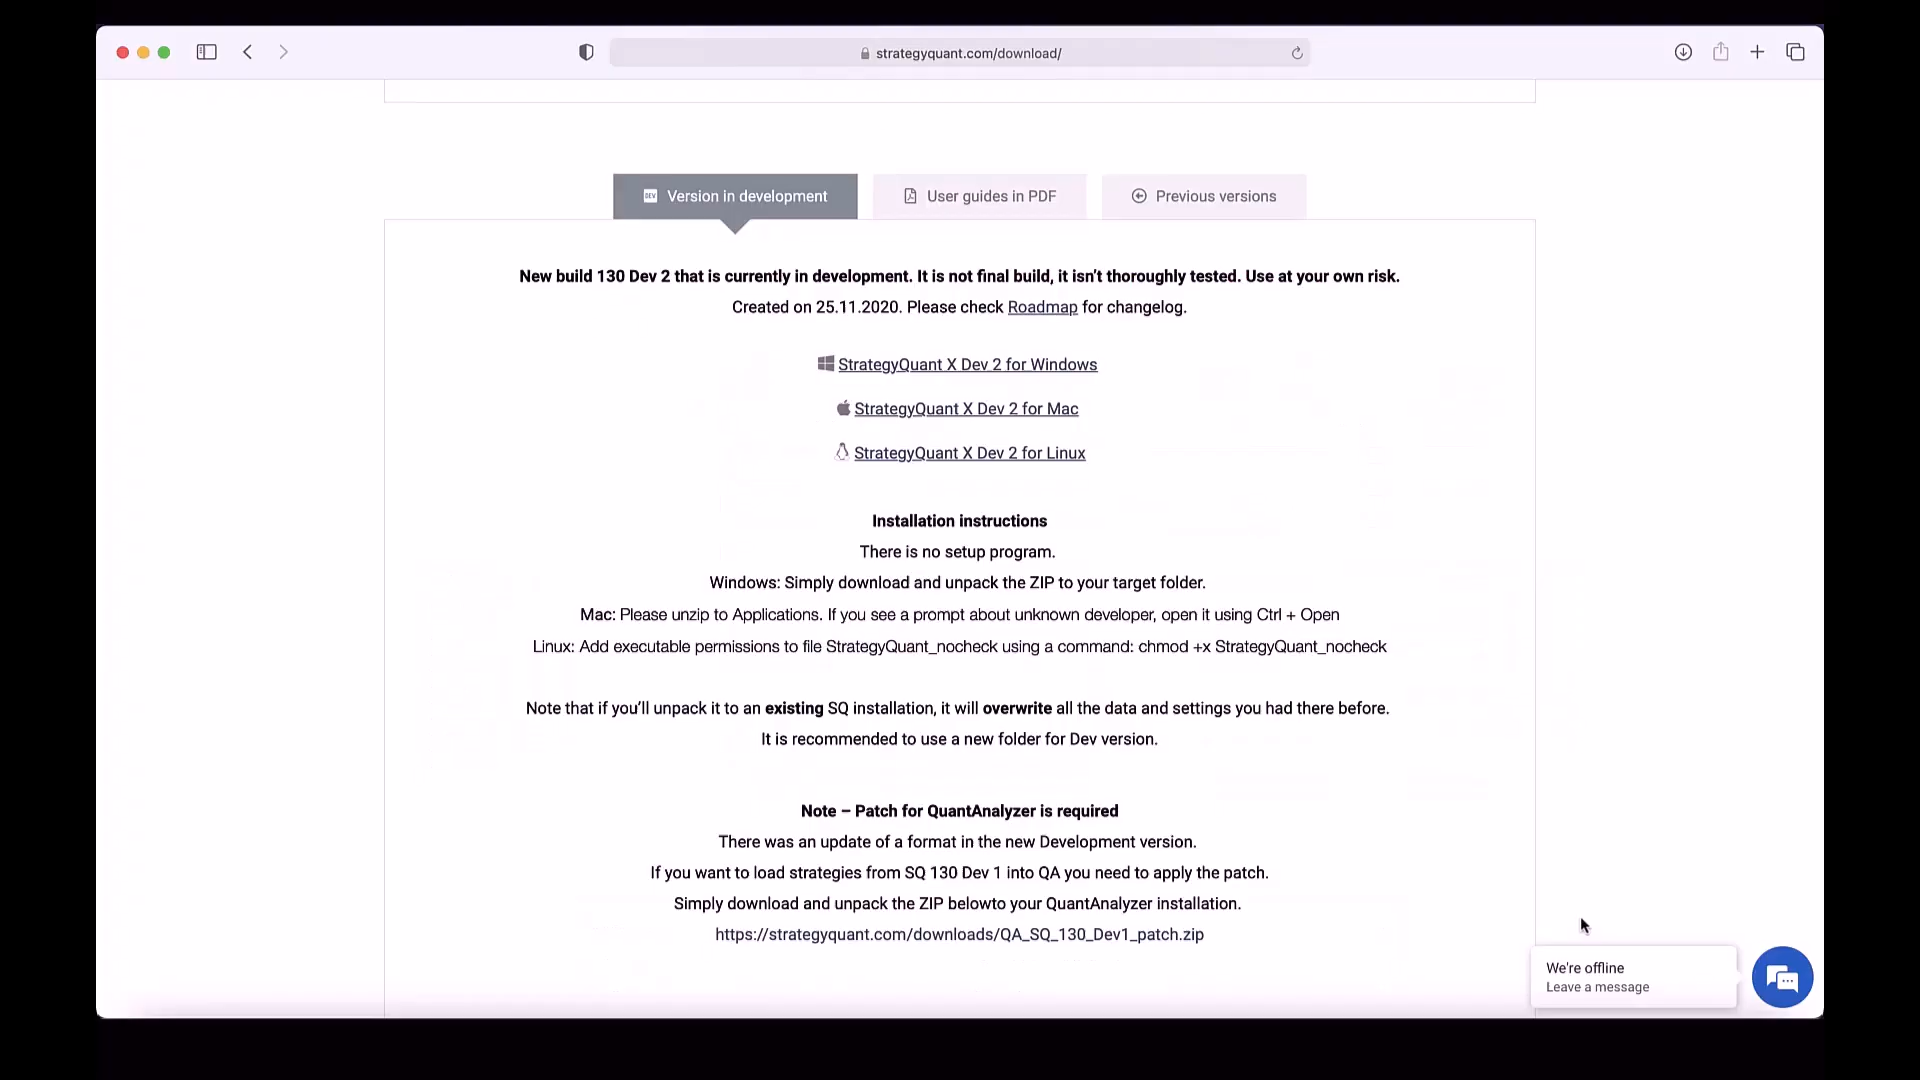 strategyquant.com/download/
DEV Version in development
User guides in PDF
Previous versions
New build 130 Dev 2 that is currently in development. It is not final build, it isn’t thoroughly tested. Use at your own risk.
Created on 25.11.2020. Please check Roadmap for changelog.
StrategyQuant X Dev 2 for Windows
StrategyQuant X Dev 2 for Mac
StrategyQuant X Dev 2 for Linux
Installation instructions
There is no setup program.
Windows: Simply download and unpack the ZIP to your target folder.
Mac: Please unzip to Applications. If you see a prompt about unknown developer, open it using Ctrl + Open
Linux: Add executable permissions to file StrategyQuant_nocheck using a command: chmod +x StrategyQuant_nocheck
Note that if you’ll unpack it to an existing SQ installation, it will overwrite all the data and settings you had there before.
It is recommended to use a new folder for Dev version.
Note – Patch for QuantAnalyzer is required
There was an update of a format in the new Development version.
If you want to load strategies from SQ 130 Dev 1 into QA you need to apply the patch.
Simply download and unpack the ZIP belowto your QuantAnalyzer installation.
https://strategyquant.com/downloads/QA_SQ_130_Dev1_patch.zip
We're offline
Leave a message